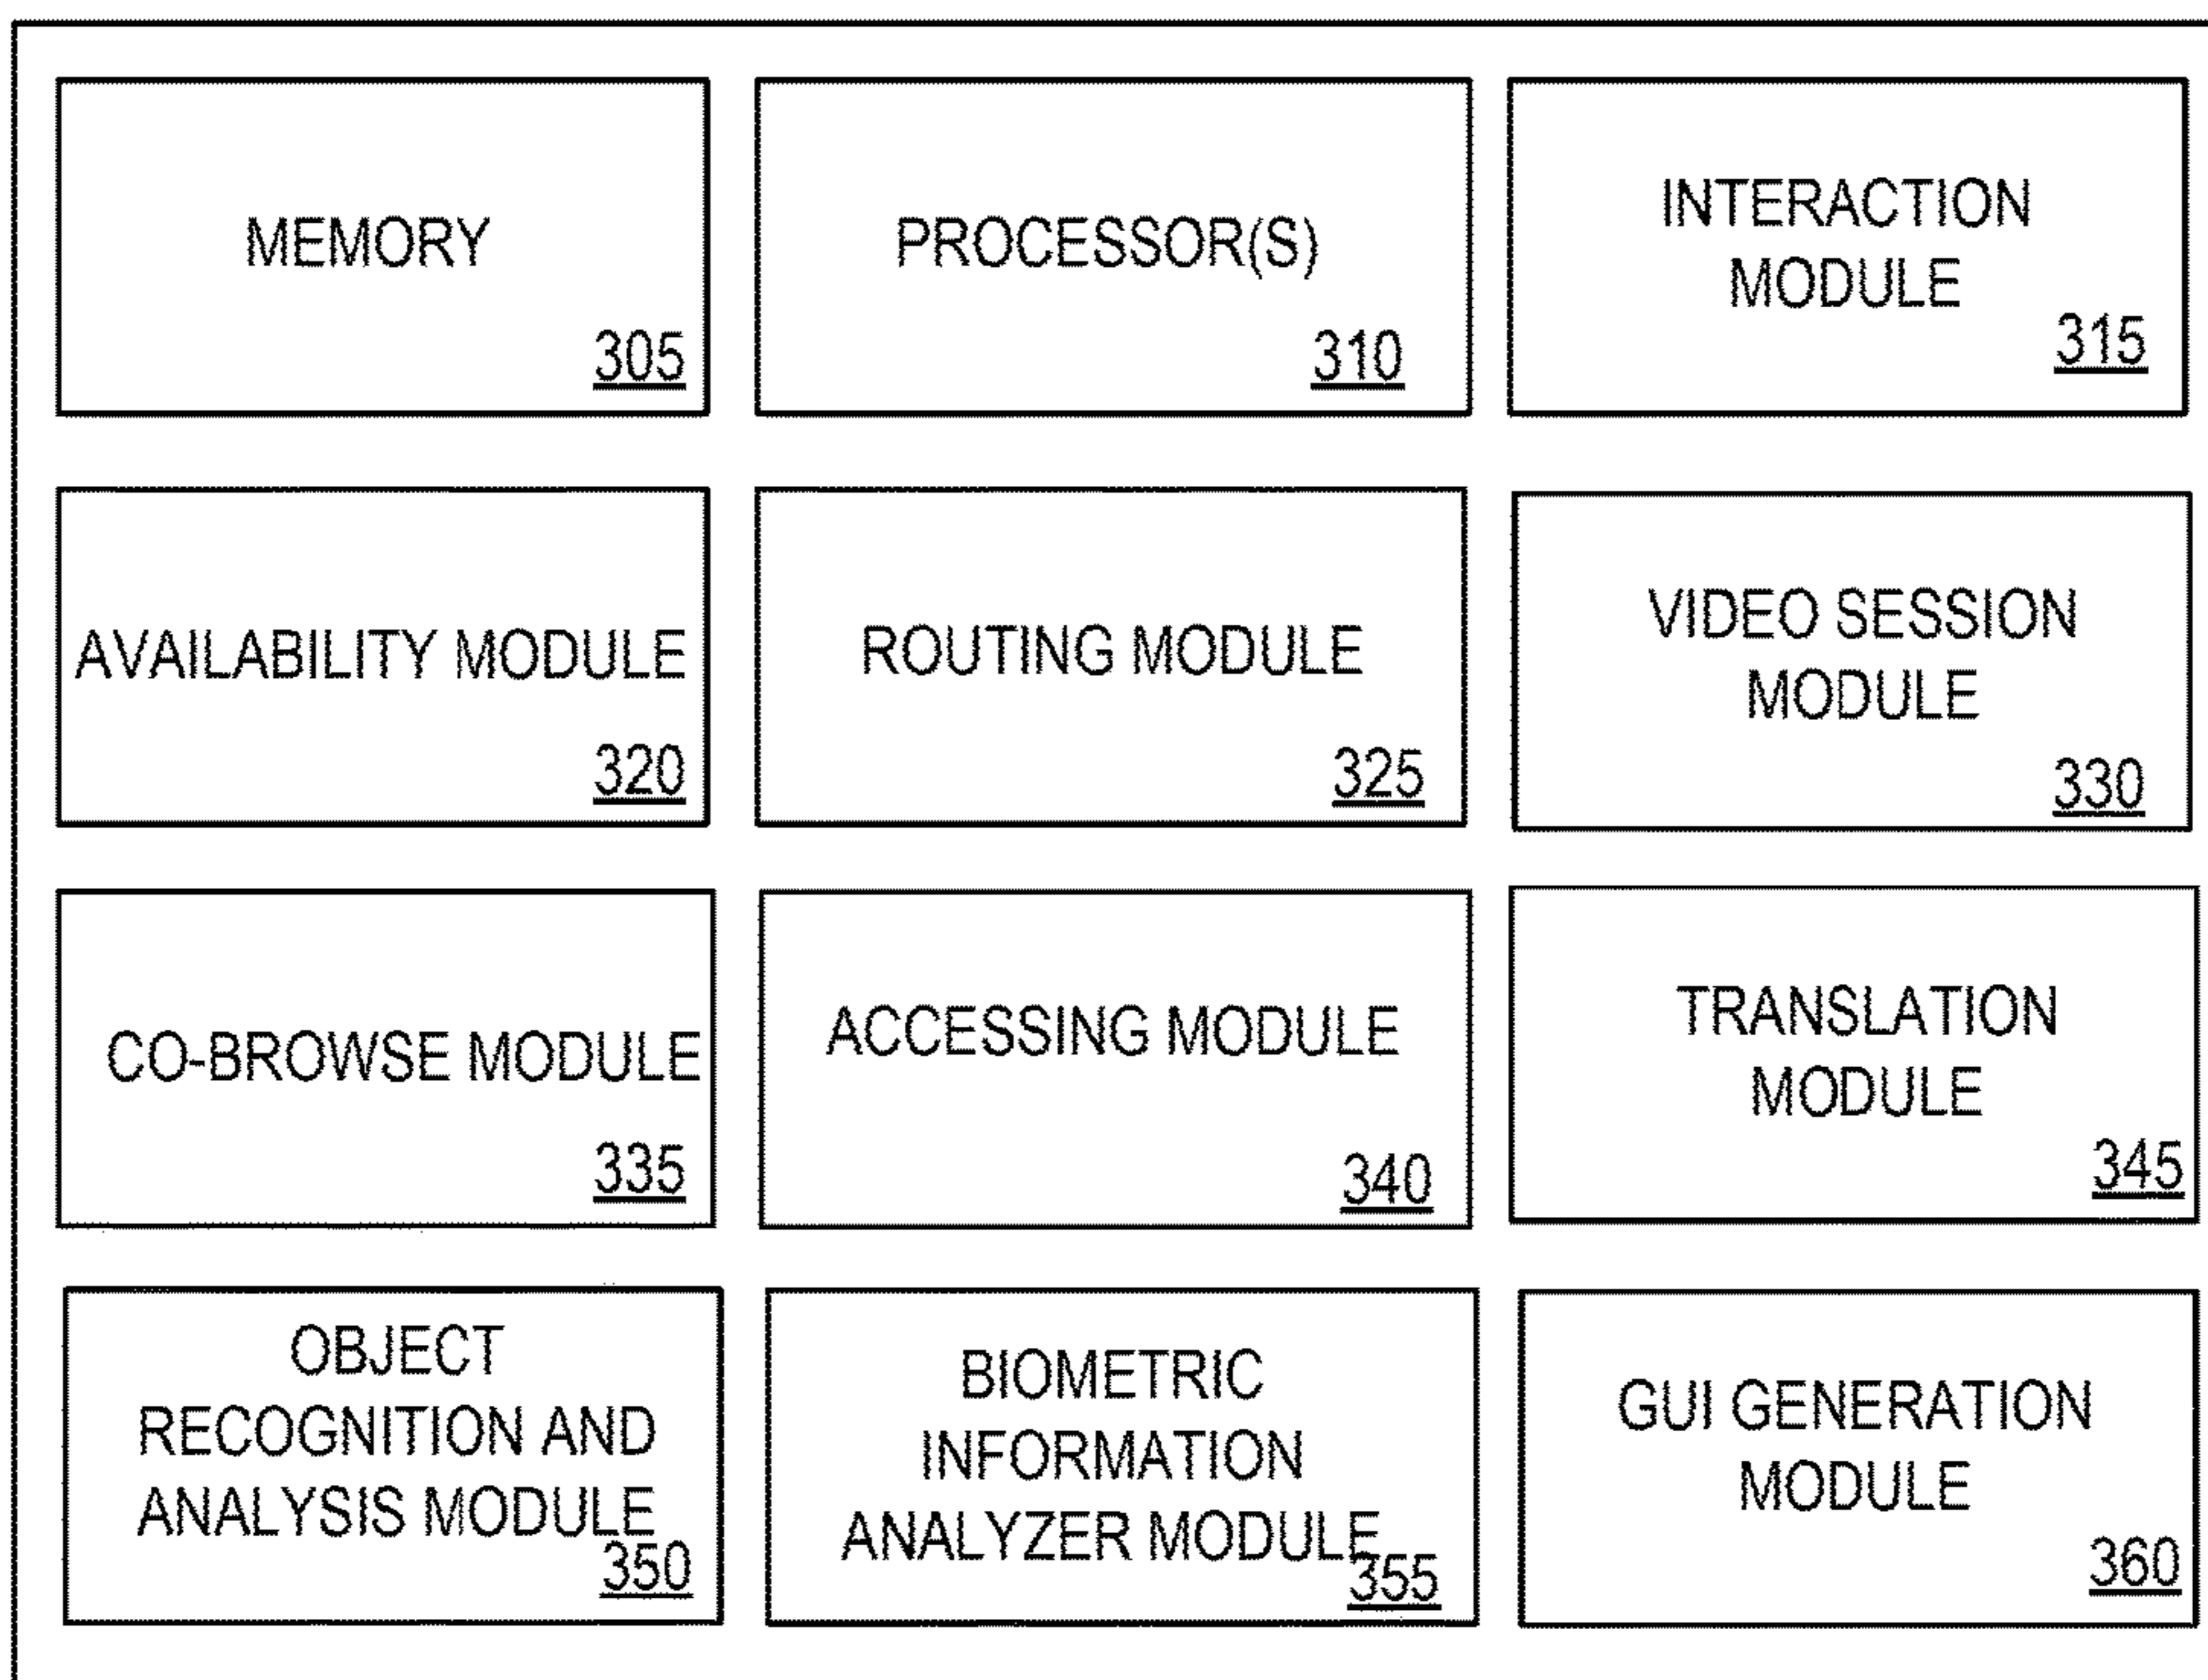 MEMORY
305
PROCESSOR(S)
310
INTERACTION
MODULE
315
AVAILABILITY MODULE
320
ROUTING MODULE
325
VIDEO SESSION
MODULE
330
CO-BROWSE MODULE
335
ACCESSING MODULE
340
TRANSLATION
MODULE
345
OBJECT
RECOGNITION AND
ANALYSIS MODULE
350
BIOMETRIC
INFORMATION
ANALYZER MODULE
355
GUI GENERATION
MODULE
360